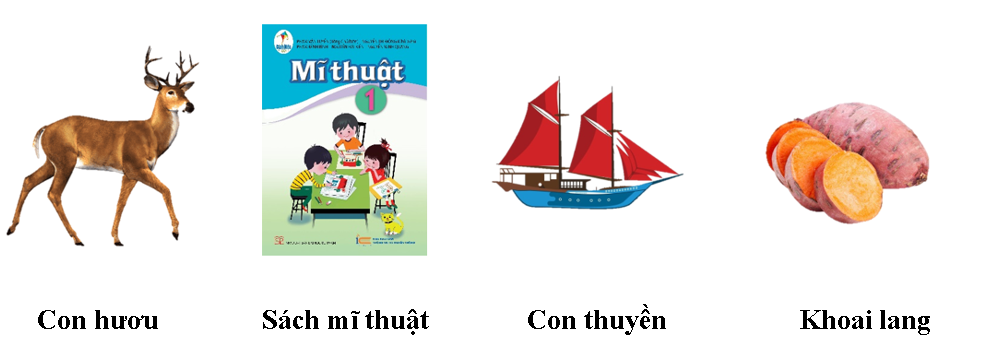 Mĩ thuật
1
Con hươu
Sách mĩ thuật
Con thuyền
Khoai lang